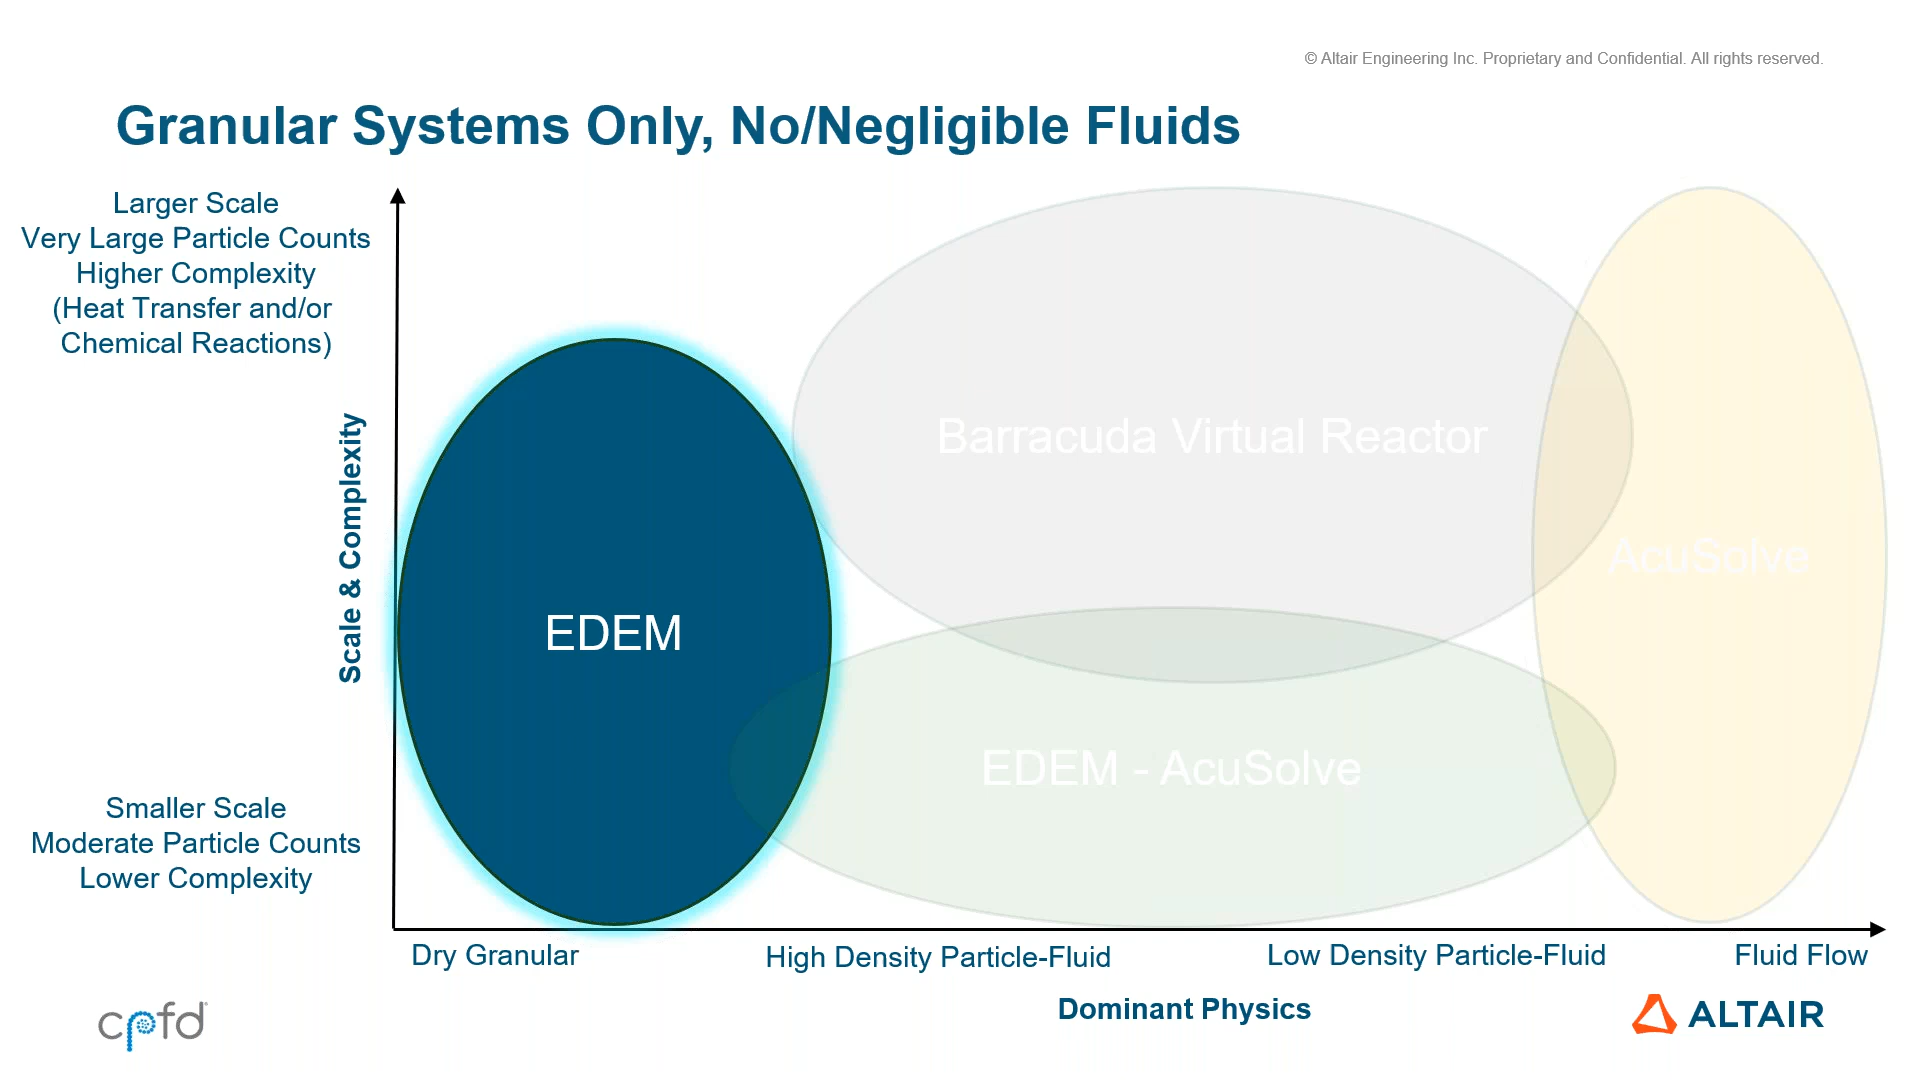 © Altair Engineering Inc. Proprietary and Confidential. All rights reserved.
Granular Systems Only, No/Negligible Fluids
Larger Scale
Very Large Particle Counts
Higher Complexity
(Heat Transfer and/or
Chemical Reactions)
Scale & Complexity
Barracuda Virtual Reactor
AcuSolve
EDEM
EDEM - AcuSolve
Smaller Scale
Moderate Particle Counts
Lower Complexity
Dry Granular
High Density Particle-Fluid
Low Density Particle-Fluid
Fluid Flow
Dominant Physics
cpfd
ALTAIR